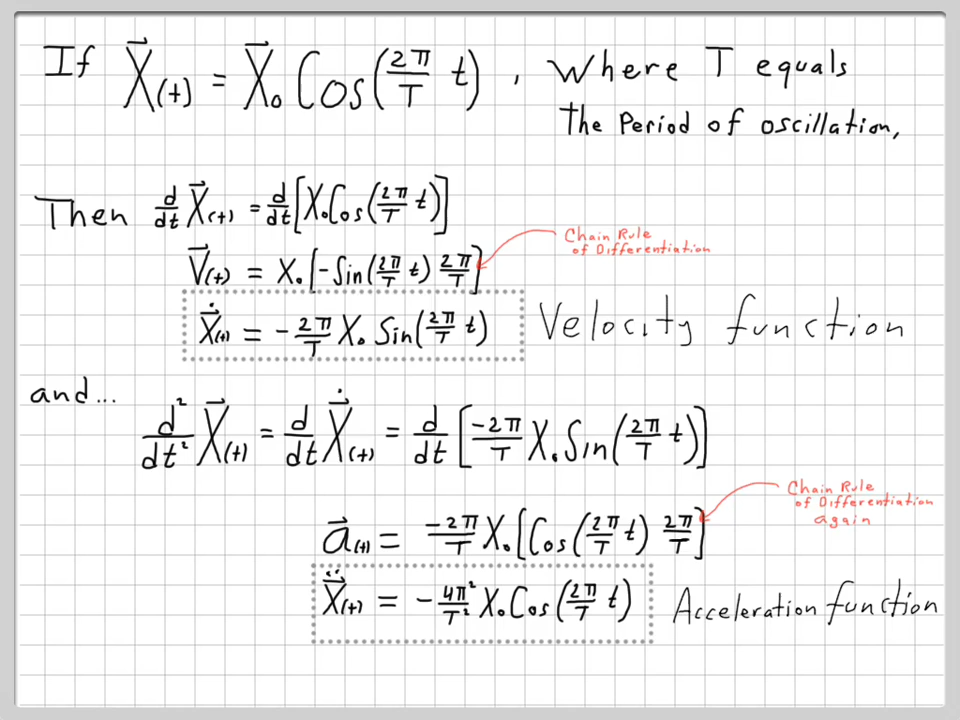 If X⃗(t) = X⃗₀ Cos(2π/T t), Where T equals
the Period of oscillation,
Then d/dt X⃗(t) = d/dt [X₀Cos(2π/T t)]
Chain Rule
of Differentiation
V⃗(t) = X₀ [-Sin(2π/T t) 2π/T]
Ẋ⃗(t) = -2π/T X₀ Sin(2π/T t) Velocity function
and...
d²/dt² X⃗(t) = d/dt Ẋ⃗(t) = d/dt [-2π/T X₀ Sin(2π/T t)]
Chain Rule
of Differentiation
again
a⃗(t) = -2π/T X₀ [Cos(2π/T t) 2π/T]
Ẍ⃗(t) = -4π²/T² X₀ Cos(2π/T t) Acceleration function